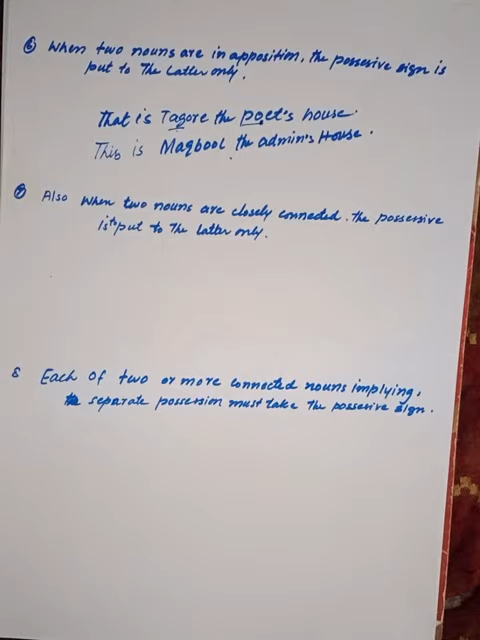 ⑥ When two nouns are in apposition, the possesive sign is
put to The Latter only.
That is Tagore the poet's house.
This is Maqbool the admin's House.
⑦ Also When two nouns are closely connected. the possessive
is to put to The Latter only.
8 Each of two or more connected nouns implying,
separate possession must take The possesive sign.